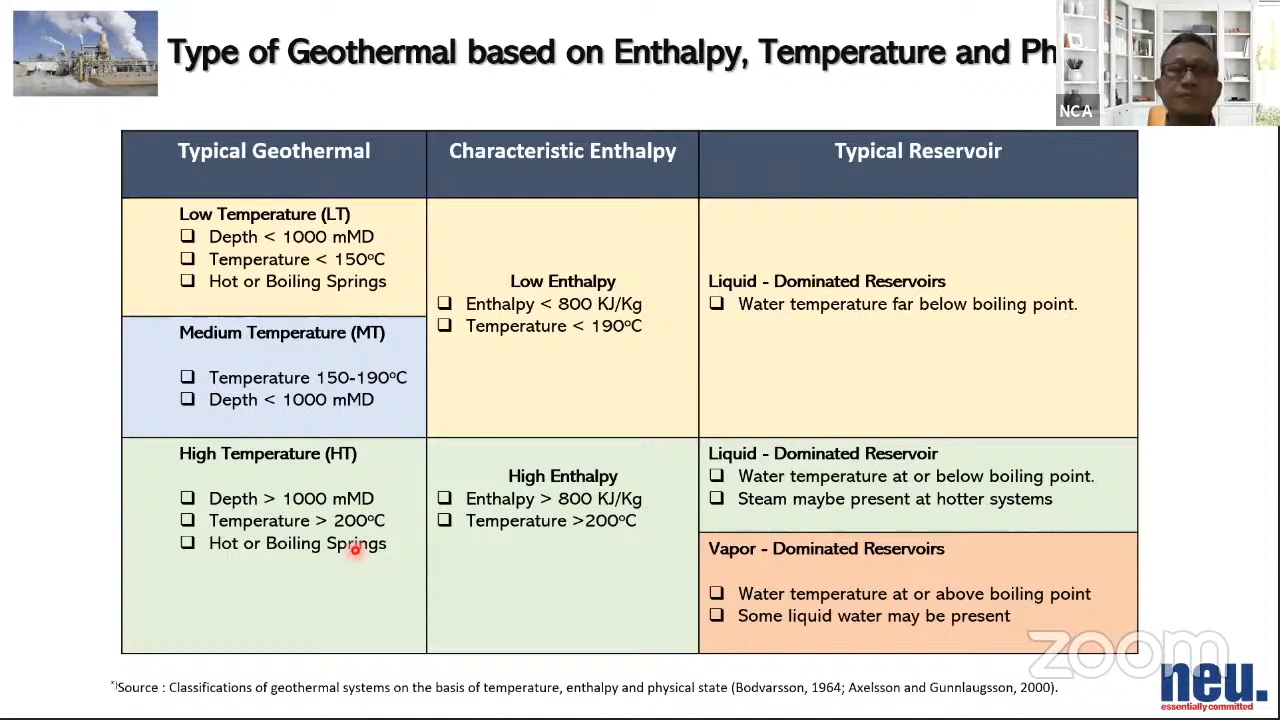 Type of Geothermal based on Enthalpy, Temperature and Ph
NCA
Typical Geothermal
Characteristic Enthalpy
Typical Reservoir
Low Temperature (LT)
Depth < 1000 mMD
Temperature < 150ºC
Hot or Boiling Springs
Medium Temperature (MT)
Temperature 150-190ºC
Depth < 1000 mMD
Low Enthalpy
Enthalpy < 800 KJ/Kg
Temperature < 190ºC
Liquid - Dominated Reservoirs
Water temperature far below boiling point.
High Temperature (HT)
Depth > 1000 mMD
Temperature > 200ºC
Hot or Boiling Springs
High Enthalpy
Enthalpy > 800 KJ/Kg
Temperature >200ºC
Liquid - Dominated Reservoir
Water temperature at or below boiling point.
Steam maybe present at hotter systems
Vapor - Dominated Reservoirs
Water temperature at or above boiling point
Some liquid water may be present
zoom
*)Source : Classifications of geothermal systems on the basis of temperature, enthalpy and physical state (Bodvarsson, 1964; Axelsson and Gunnlaugsson, 2000).
neu.
essentially committed